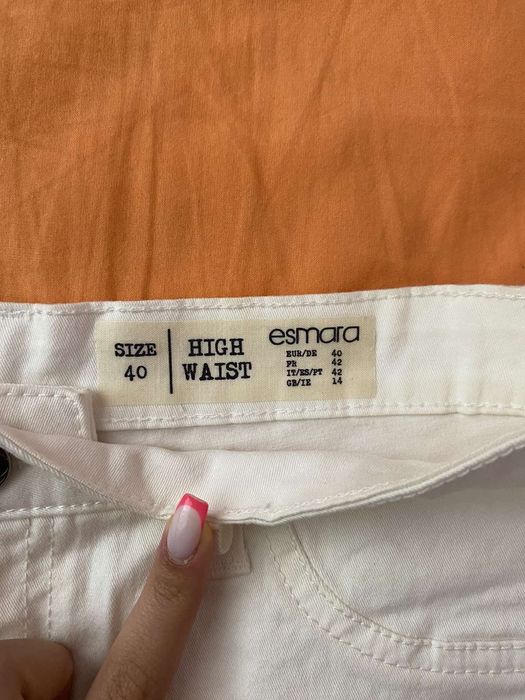 SIZE
40
HIGH
WAIST
esmara
EUR/DE 40
FR 42
IT/ES/PT 42
GB/IE 14